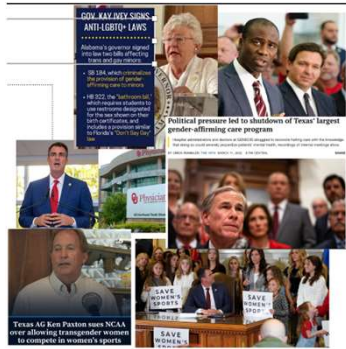 GOV. KAY IVEY SIGNS
ANTI-LGBTQ+ LAWS
Alabama's governor signed
into law two bills affecting
trans and gay minors:
• SB 184, which criminalizes
the provision of gender-
affirming care to minors
• HB 322, the "bathroom bill,"
which requires students to
use restrooms designated
for the sex shown on their
birth certificates, and
includes a provision similar
to Florida's "Don't Say Gay"
law.
Political pressure led to shutdown of Texas' largest
gender-affirming care program
Physicians
Texas AG Ken Paxton sues NCAA
over allowing transgender women
to compete in women's sports
SAVE
WOMEN'S
SPORTS
SAVE
WOMEN'S
SPORTS
SAVE
WOMEN'S
SPORTS